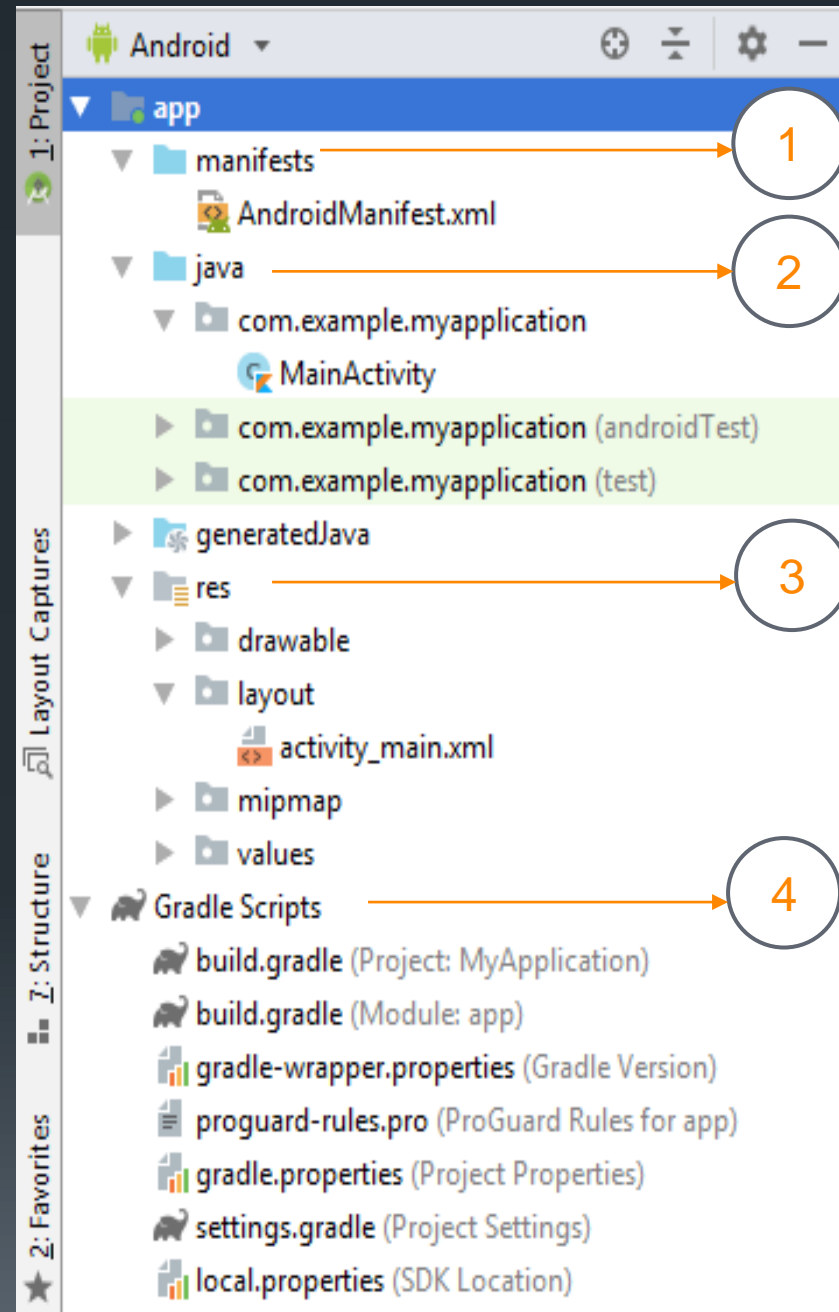 Android
app
manifests
1
AndroidManifest.xml
java
2
com.example.myapplication
MainActivity
com.example.myapplication (androidTest)
com.example.myapplication (test)
generatedJava
res
3
drawable
layout
activity_main.xml
mipmap
values
Gradle Scripts
4
build.gradle (Project: MyApplication)
build.gradle (Module: app)
gradle-wrapper.properties (Gradle Version)
proguard-rules.pro (ProGuard Rules for app)
gradle.properties (Project Properties)
settings.gradle (Project Settings)
local.properties (SDK Location)
1: Project
Layout Captures
7: Structure
2: Favorites